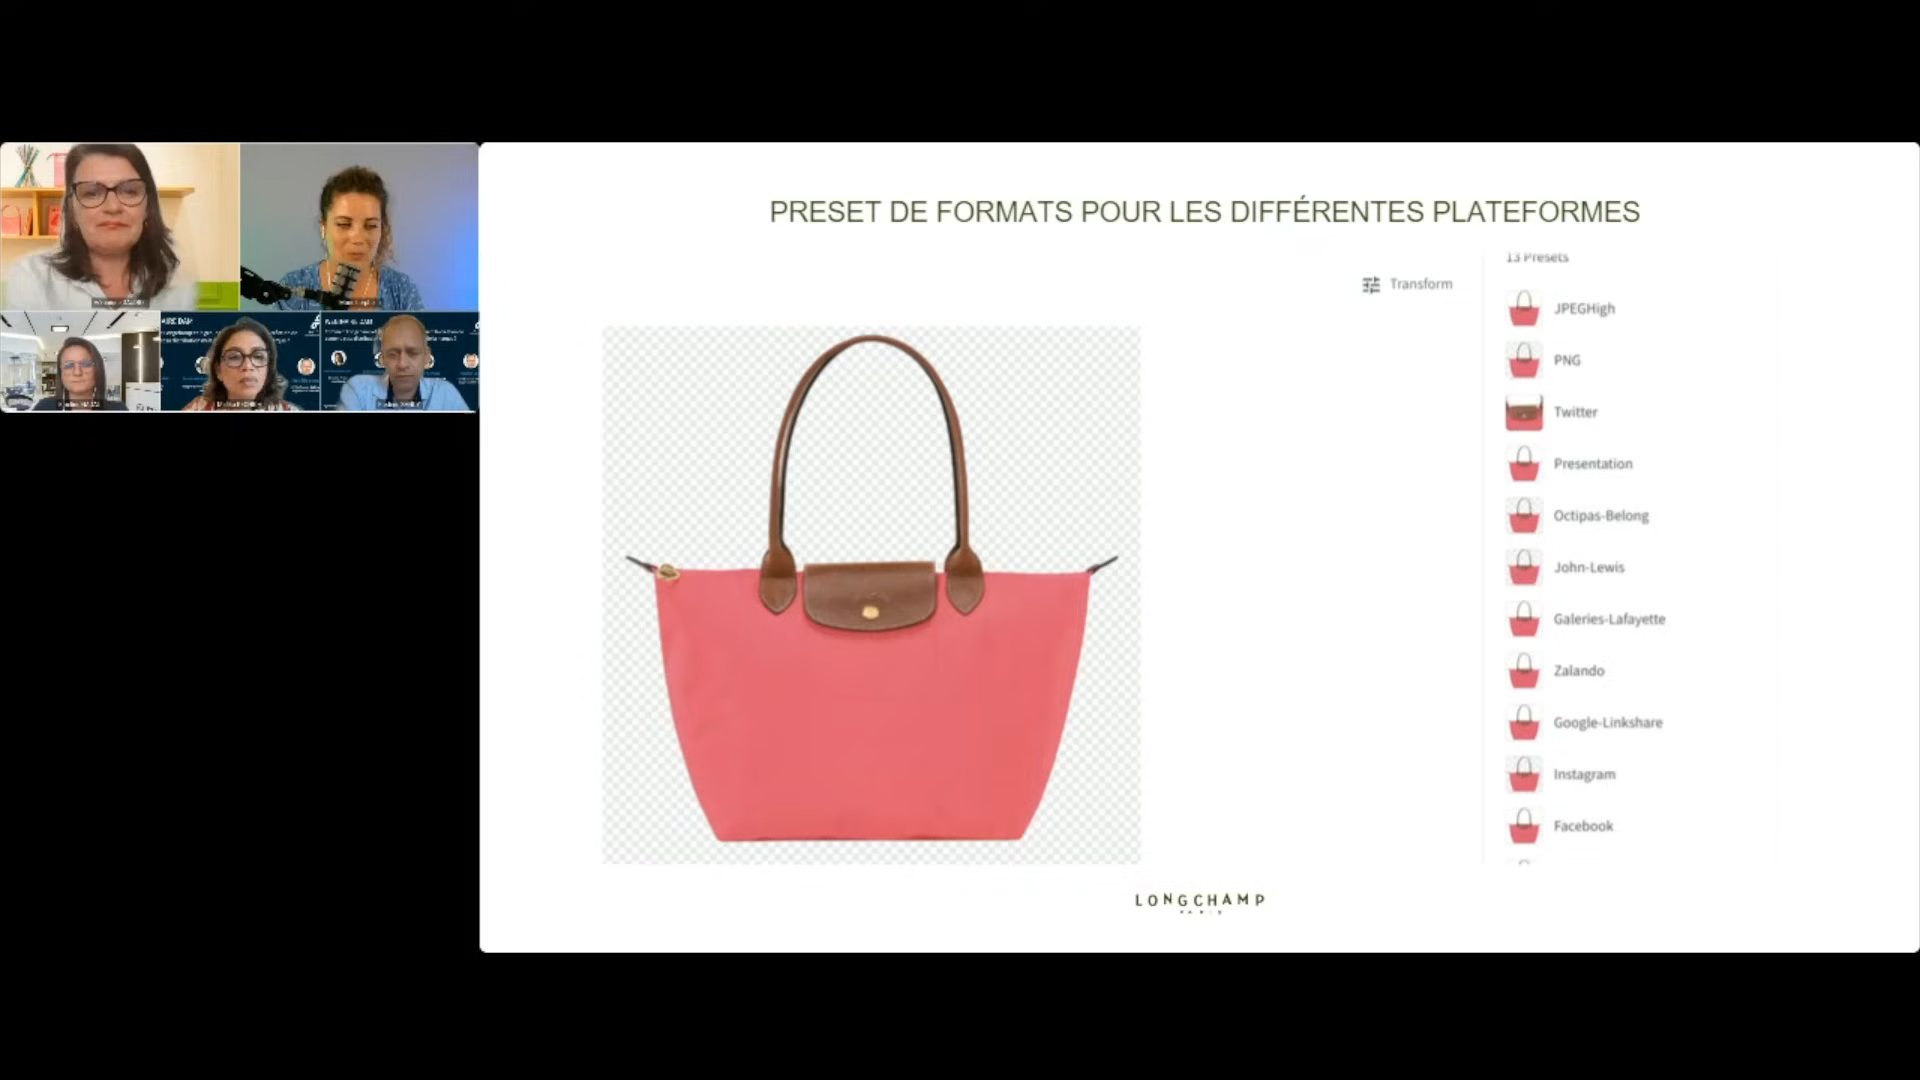 PRESET DE FORMATS POUR LES DIFFÉRENTES PLATEFORMES
13 Presets
Transform
JPEGHigh
PNG
Twitter
Presentation
Octipas-Belong
John-Lewis
Galeries-Lafayette
Zalando
Google-Linkshare
Instagram
Facebook
LONGCHAMP
PARIS